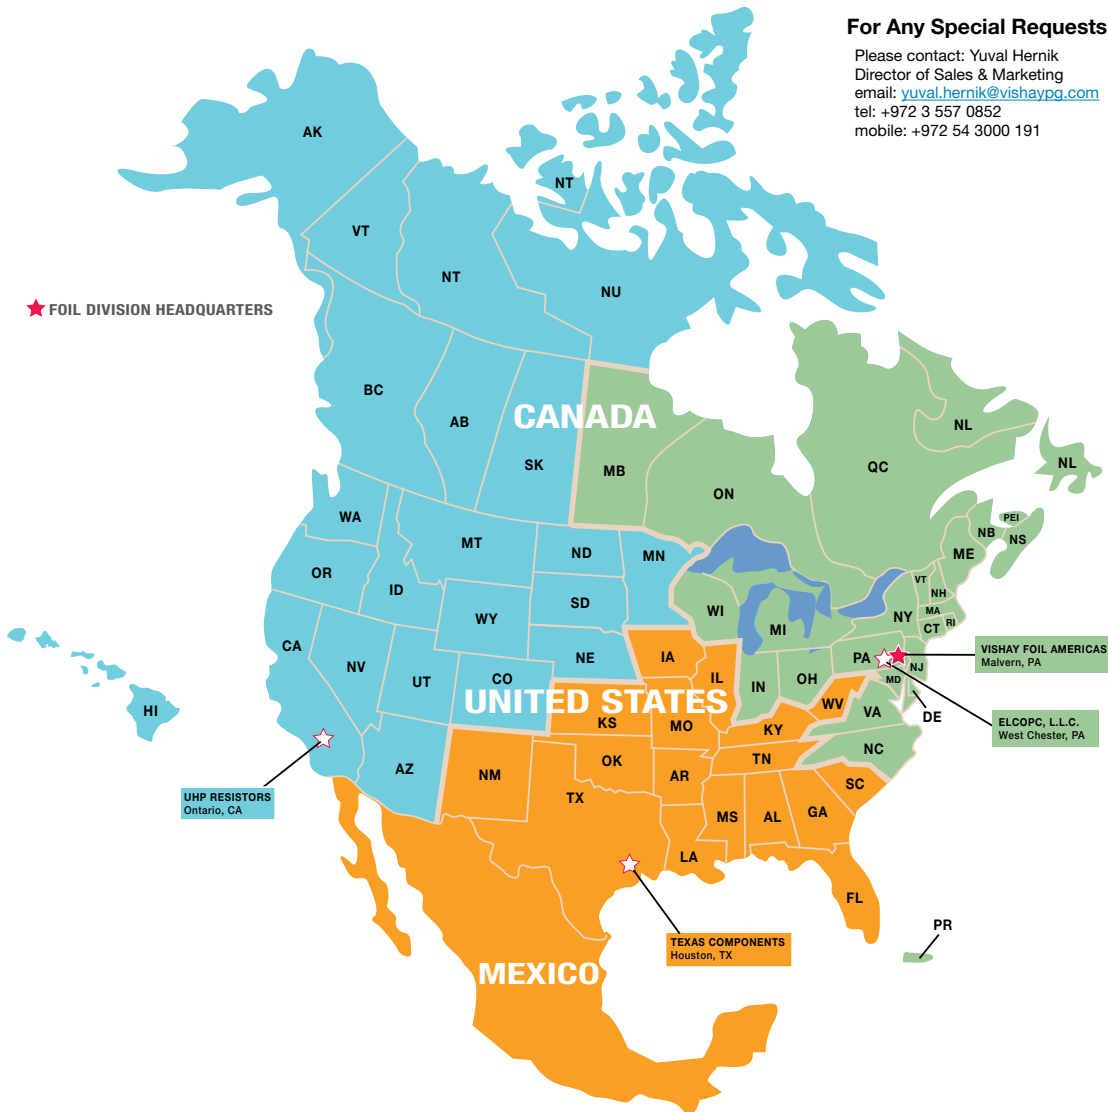 For Any Special Requests
Please contact: Yuval Hernik
Director of Sales & Marketing
email: yuval.hernik@vishaypg.com
tel: +972 3 557 0852
mobile: +972 54 3000 191
AK
NT
VT
NT
NU
FOIL DIVISION HEADQUARTERS
BC
AB
CANADA
SK
MB
ON
QC
NL
NL
WA
MT
ND
MN
PEI
NB
NS
ME
OR
ID
WY
SD
WI
MI
VT
NH
NY
MA
CT
RI
CA
NV
UT
CO
NE
IA
IL
IN
OH
PA
NJ
MD
VISHAY FOIL AMERICAS
Malvern, PA
UNITED STATES
HI
KS
MO
KY
WV
VA
DE
ELCOPC, L.L.C.
West Chester, PA
AZ
NM
OK
TX
AR
TN
NC
SC
UHP RESISTORS
Ontario, CA
MS
AL
GA
LA
FL
PR
TEXAS COMPONENTS
Houston, TX
MEXICO